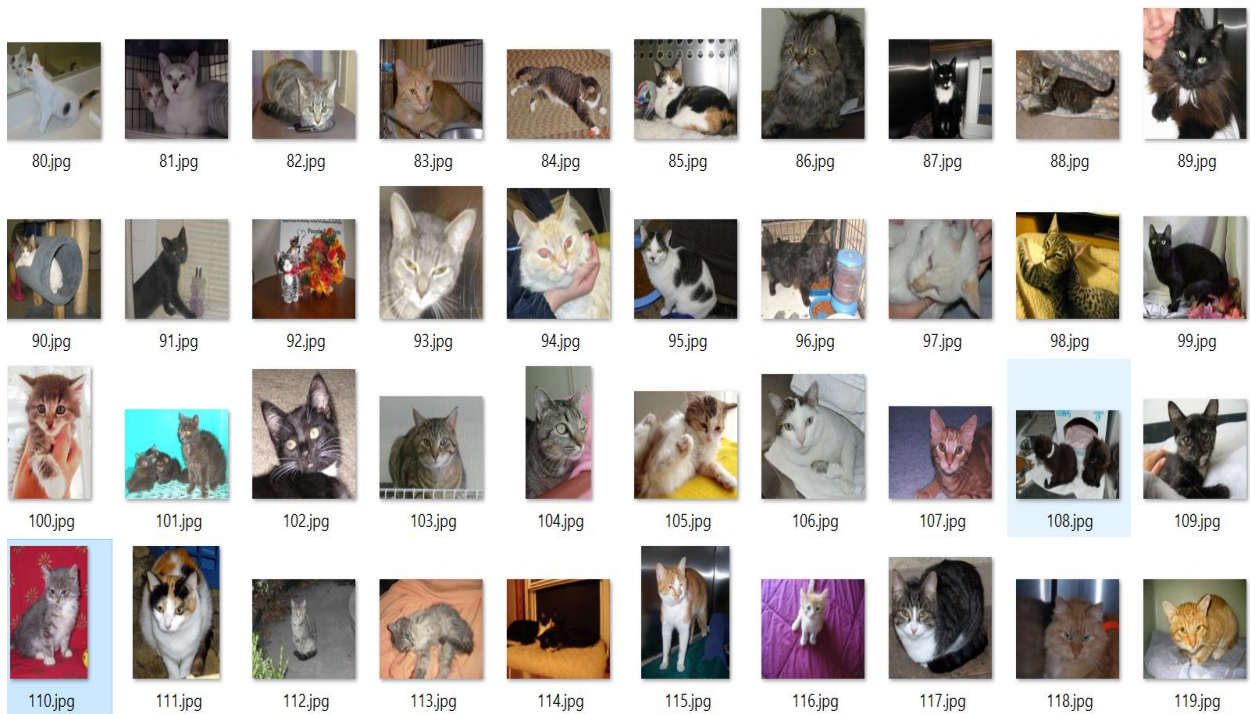 80.jpg 81.jpg 82.jpg 83.jpg 84.jpg 85.jpg 86.jpg 87.jpg 88.jpg 89.jpg
90.jpg 91.jpg 92.jpg 93.jpg 94.jpg 95.jpg 96.jpg 97.jpg 98.jpg 99.jpg
100.jpg 101.jpg 102.jpg 103.jpg 104.jpg 105.jpg 106.jpg 107.jpg 108.jpg 109.jpg
110.jpg 111.jpg 112.jpg 113.jpg 114.jpg 115.jpg 116.jpg 117.jpg 118.jpg 119.jpg